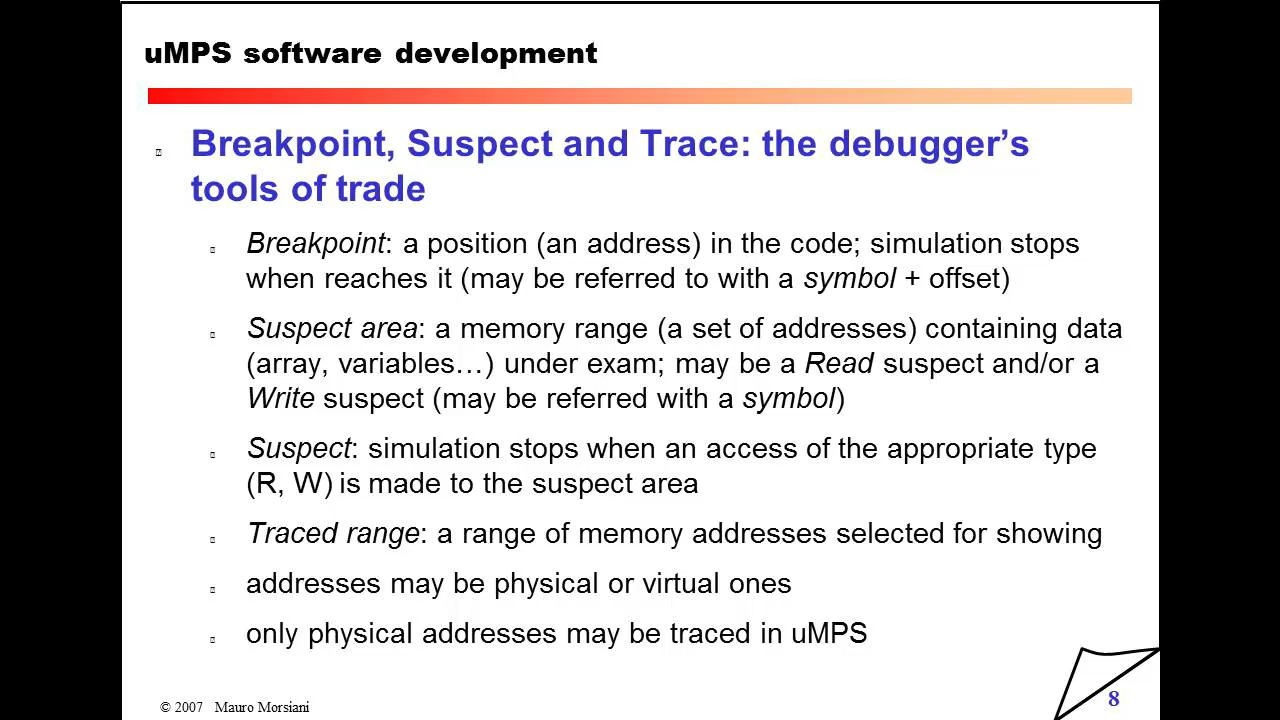 uMPS software development
Breakpoint, Suspect and Trace: the debugger’s
tools of trade
Breakpoint: a position (an address) in the code; simulation stops
when reaches it (may be referred to with a symbol + offset)
Suspect area: a memory range (a set of addresses) containing data
(array, variables…) under exam; may be a Read suspect and/or a
Write suspect (may be referred with a symbol)
Suspect: simulation stops when an access of the appropriate type
(R, W) is made to the suspect area
Traced range: a range of memory addresses selected for showing
addresses may be physical or virtual ones
only physical addresses may be traced in uMPS
© 2007 Mauro Morsiani
8